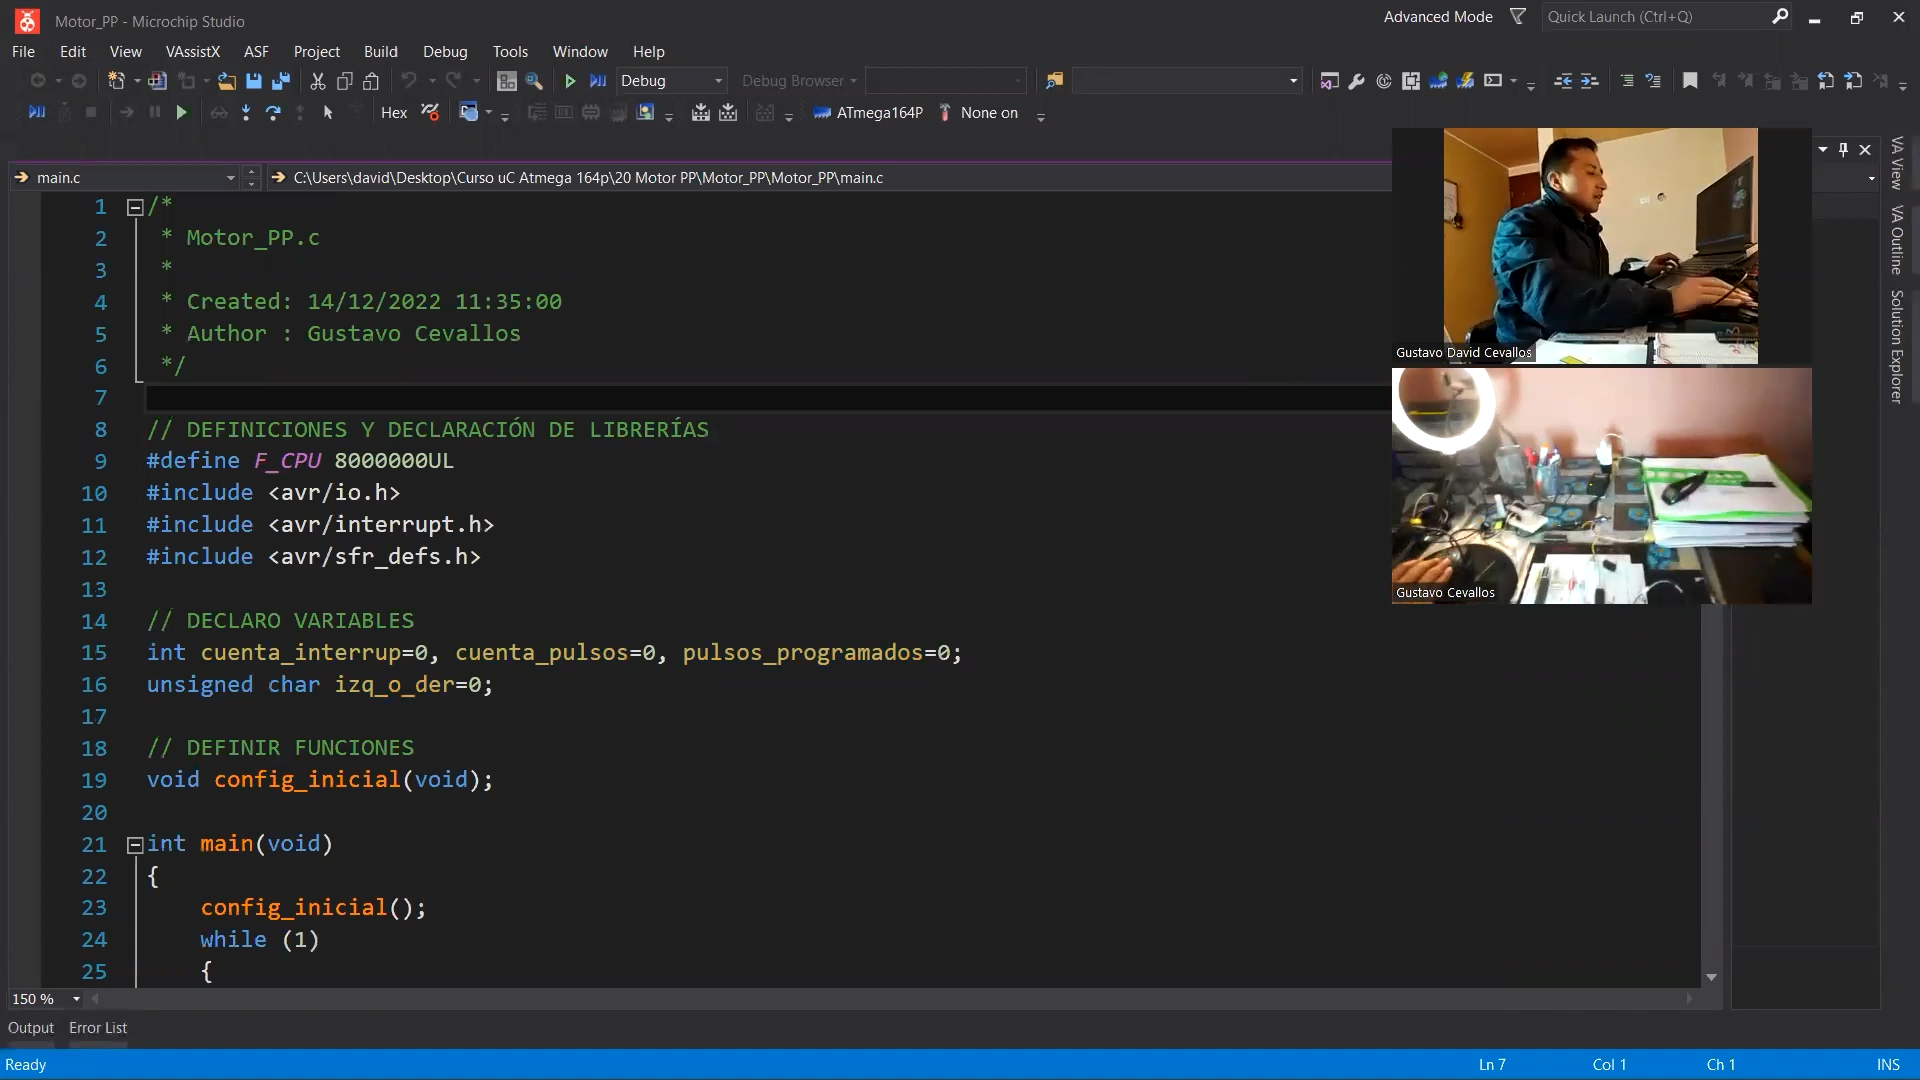 Motor_PP - Microchip Studio
Advanced Mode
Quick Launch (Ctrl+Q)
File Edit View VAssistX ASF Project Build Debug Tools Window Help
Debug
Debug Browser
Hex
ATmega164P
None on
main.c
C:\Users\david\Desktop\Curso uC Atmega 164p\20 Motor PP\Motor_PP\Motor_PP\main.c
1 /*
2 * Motor_PP.c
3 *
4 * Created: 14/12/2022 11:35:00
5 * Author : Gustavo Cevallos
6 */
7
8 // DEFINICIONES Y DECLARACIÓN DE LIBRERÍAS
9 #define F_CPU 8000000UL
10 #include <avr/io.h>
11 #include <avr/interrupt.h>
12 #include <avr/sfr_defs.h>
13
14 // DECLARO VARIABLES
15 int cuenta_interrup=0, cuenta_pulsos=0, pulsos_programados=0;
16 unsigned char izq_o_der=0;
17
18 // DEFINIR FUNCIONES
19 void config_inicial(void);
20
21 int main(void)
22 {
23 config_inicial();
24 while (1)
25 {
Gustavo David Cevallos
Gustavo Cevallos
VA View
VA Outline
Solution Explorer
150 %
Output Error List
Ready
Ln 7
Col 1
Ch 1
INS